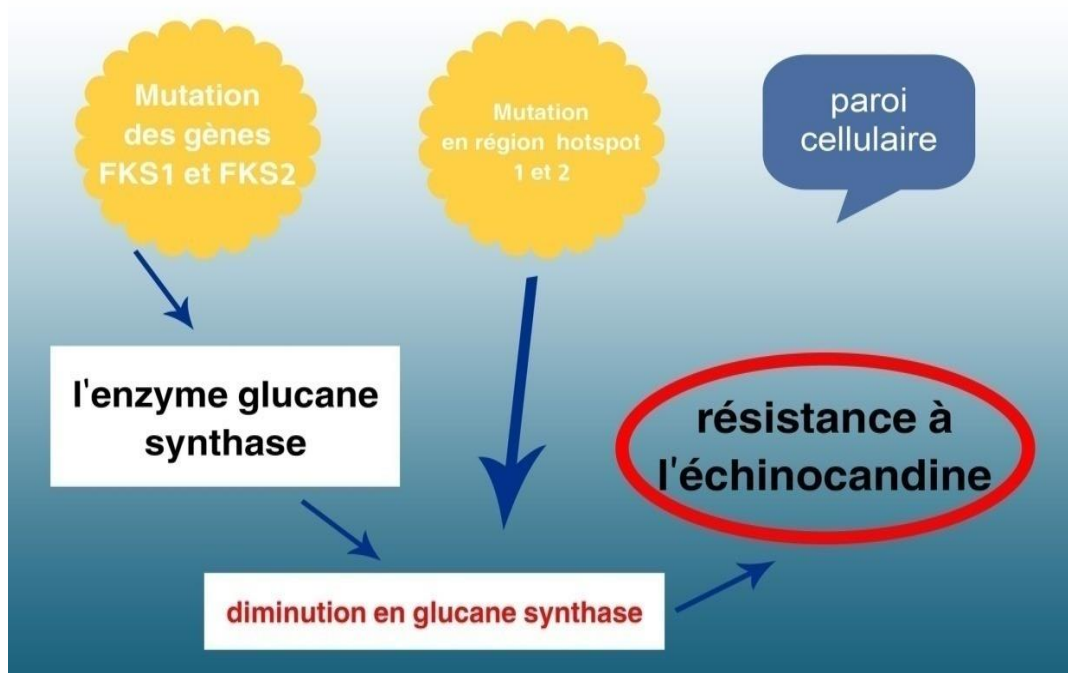 Mutation
des gènes
FKS1 et FKS2
Mutation
en région hotspot
1 et 2
paroi
cellulaire
l'enzyme glucane
synthase
résistance à
l'échinocandine
diminution en glucane synthase